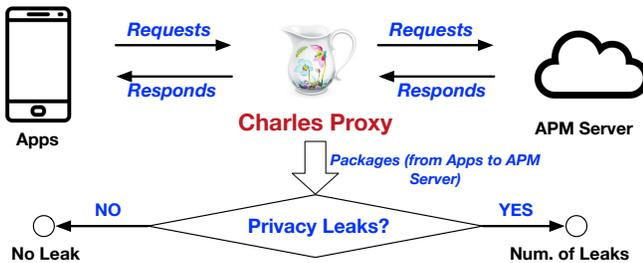 Requests
Requests
Responds
Responds
Apps
Charles Proxy
APM Server
Packages (from Apps to APM
Server)
NO
Privacy Leaks?
YES
No Leak
Num. of Leaks